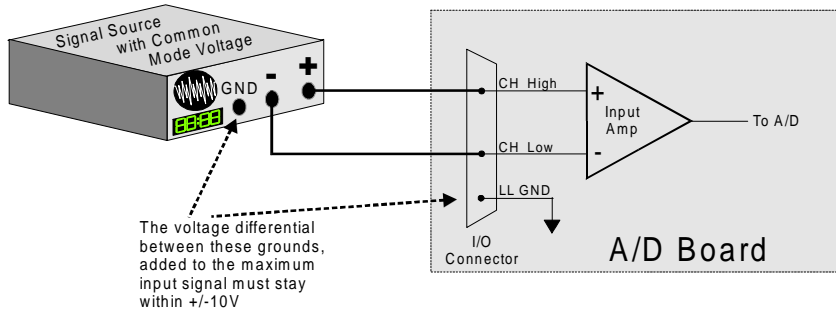 Signal Source
with Common
Mode Voltage
GND
-
+
CH High
+
Input
Amp
To A/D
CH Low
-
LL GND
I/O
Connector
A/D Board
The voltage differential
between these grounds,
added to the maximum
input signal must stay
within +/-10V